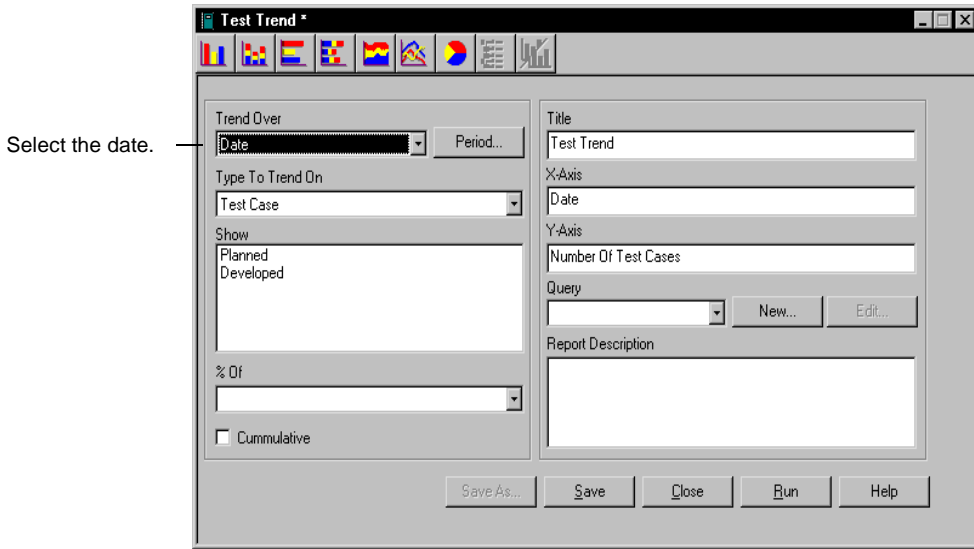 Test Trend *
Select the date.
Trend Over
Date
Period...
Type To Trend On
Test Case
Show
Planned
Developed
% Of
Cummulative
Title
Test Trend
X-Axis
Date
Y-Axis
Number Of Test Cases
Query
New...
Edit...
Report Description
Save As...
Save
Close
Run
Help